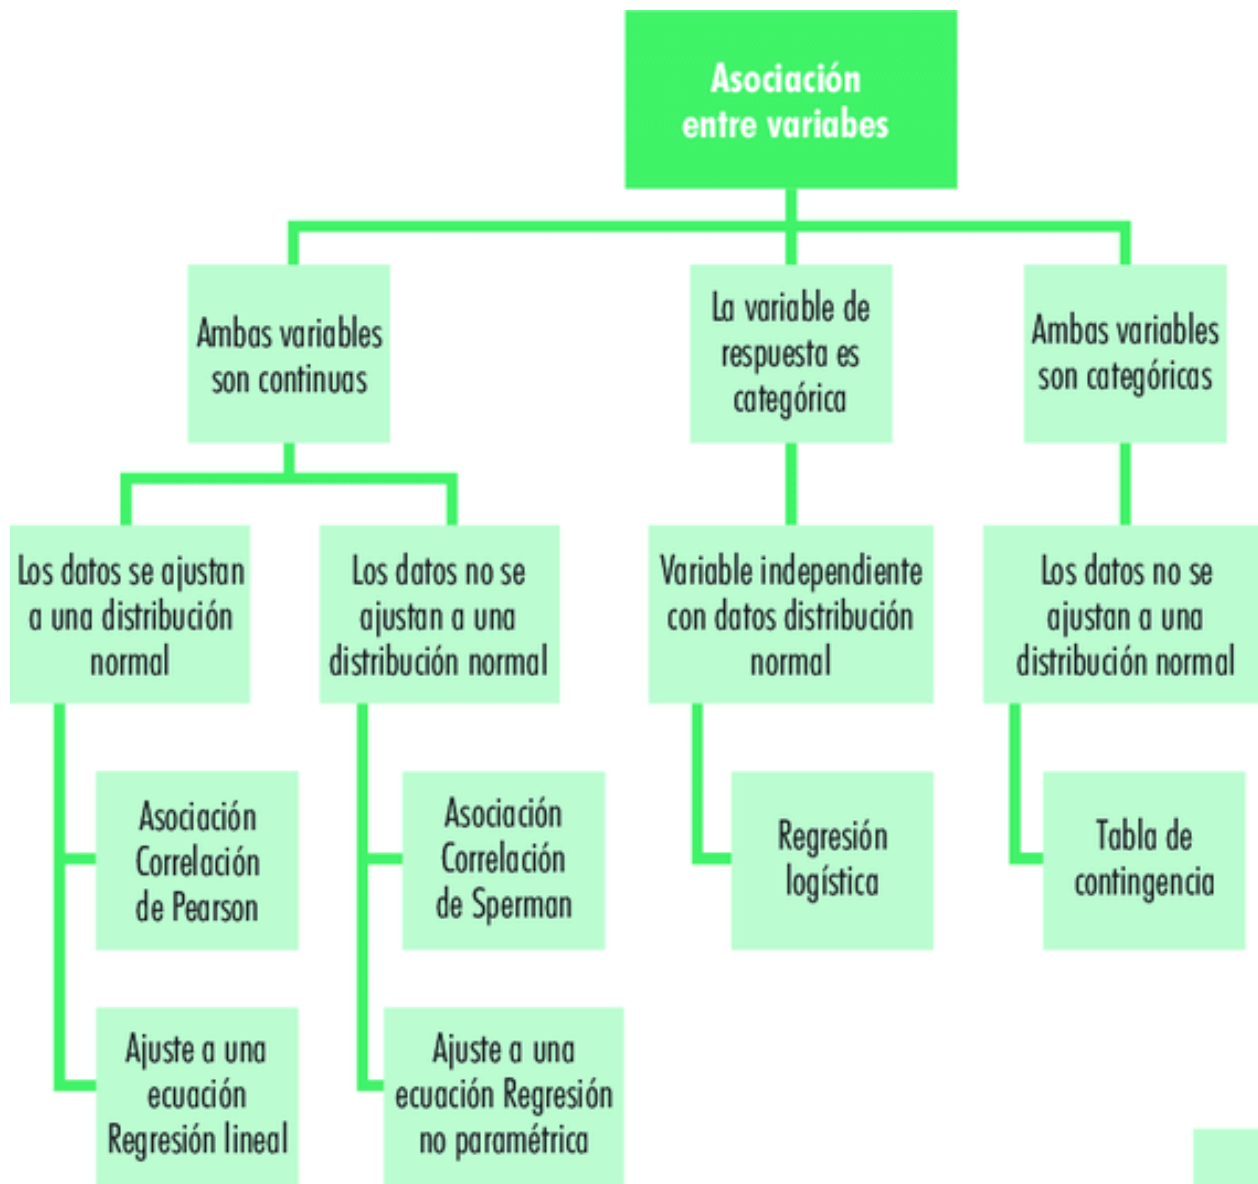 Asociación
entre variabes
Ambas variables
son continuas
La variable de
respuesta es
categórica
Ambas variables
son categóricas
Los datos se ajustan
a una distribución
normal
Los datos no se
ajustan a una
distribución normal
Variable independiente
con datos distribución
normal
Los datos no se
ajustan a una
distribución normal
Asociación
Correlación
de Pearson
Asociación
Correlación
de Sperman
Regresión
logística
Tabla de
contingencia
Ajuste a una
ecuación
Regresión lineal
Ajuste a una
ecuación Regresión
no paramétrica